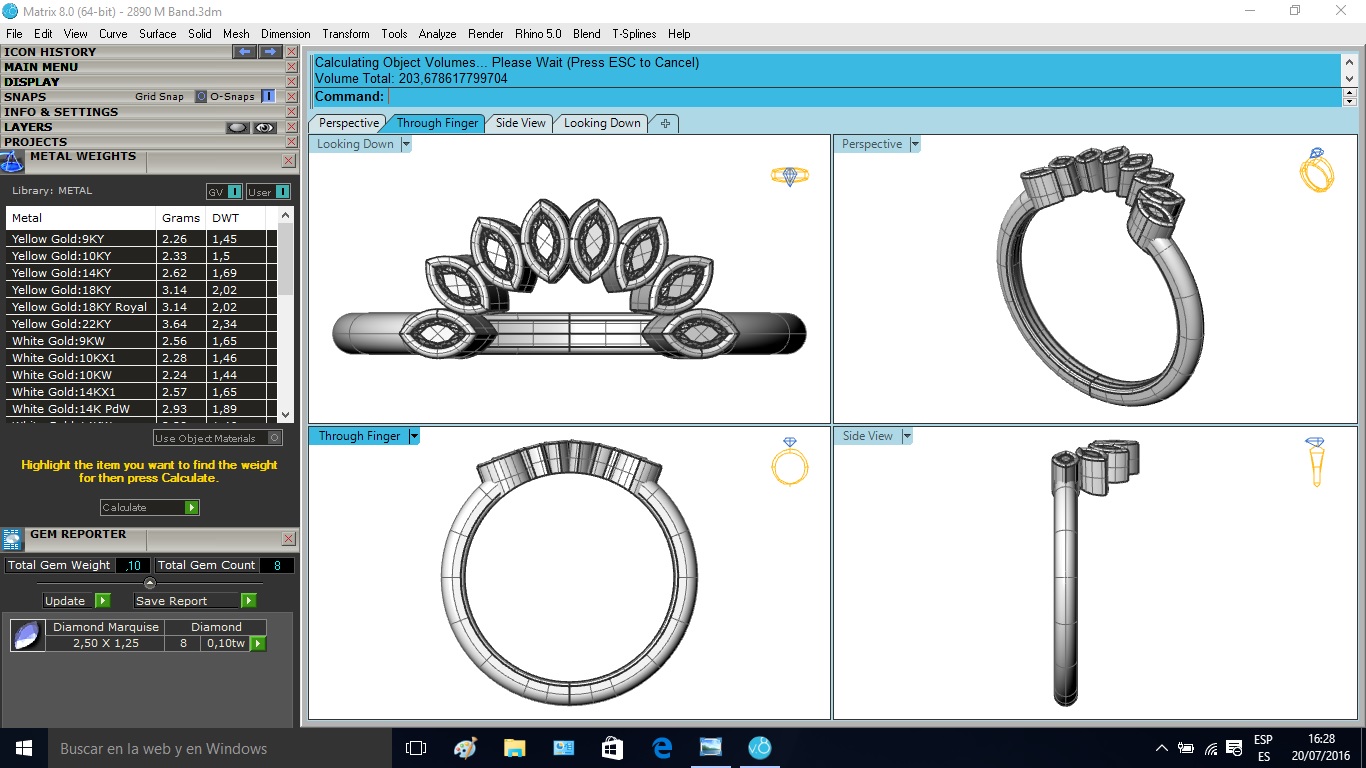 Matrix 8.0 (64-bit) - 2890 M Band.3dm
File Edit View Curve Surface Solid Mesh Dimension Transform Tools Analyze Render Rhino 5.0 Blend T-Splines Help
ICON HISTORY
MAIN MENU
DISPLAY
SNAPS Grid Snap O-Snaps
INFO & SETTINGS
LAYERS
PROJECTS
METAL WEIGHTS
Library: METAL GV User
Metal Grams DWT
Yellow Gold:9KY 2.26 1,45
Yellow Gold:10KY 2.33 1,5
Yellow Gold:14KY 2.62 1,69
Yellow Gold:18KY 3.14 2,02
Yellow Gold:18KY Royal 3.14 2,02
Yellow Gold:22KY 3.64 2,34
White Gold:9KW 2.56 1,65
White Gold:10KX1 2.28 1,46
White Gold:10KW 2.24 1,44
White Gold:14KX1 2.57 1,65
White Gold:14K PdW 2.93 1,89
Use Object Materials
Highlight the item you want to find the weight
for then press Calculate.
Calculate
GEM REPORTER
Total Gem Weight ,10 Total Gem Count 8
Update Save Report
Diamond Marquise Diamond
2,50 X 1,25 8 0,10tw
Calculating Object Volumes... Please Wait (Press ESC to Cancel)
Volume Total: 203,678617799704
Command:
Perspective Through Finger Side View Looking Down
Looking Down
Perspective
Through Finger
Side View
Buscar en la web y en Windows
ESP
ES
16:28
20/07/2016